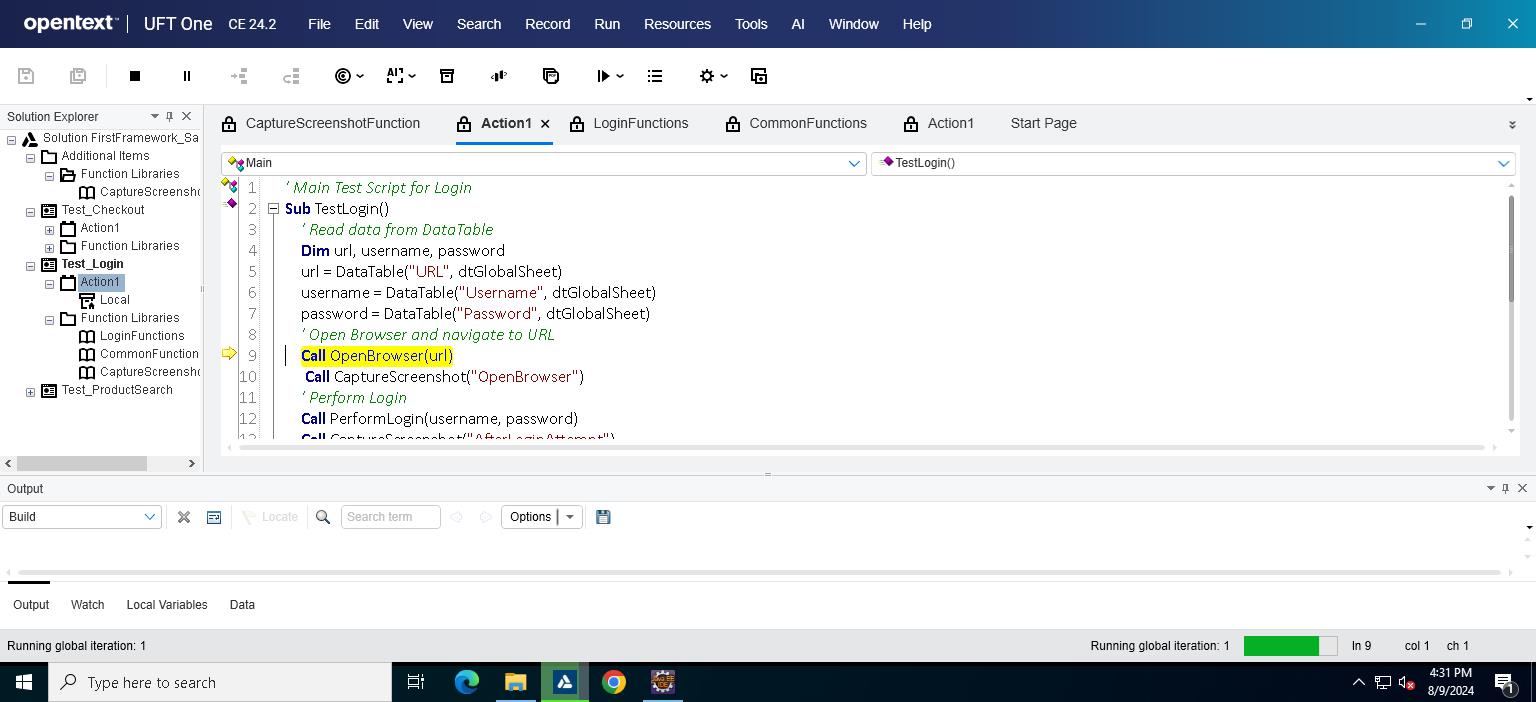 opentext | UFT One CE 24.2 File Edit View Search Record Run Resources Tools AI Window Help
Solution Explorer
Solution FirstFramework_Sa
Additional Items
Function Libraries
CaptureScreensho
Test_Checkout
Action1
Function Libraries
Test_Login
Action1
Local
Function Libraries
LoginFunctions
CommonFunction
CaptureScreensho
Test_ProductSearch
CaptureScreenshotFunction Action1 LoginFunctions CommonFunctions Action1 Start Page
Main TestLogin()
1 ' Main Test Script for Login
2 Sub TestLogin()
3 ' Read data from DataTable
4 Dim url, username, password
5 url = DataTable("URL", dtGlobalSheet)
6 username = DataTable("Username", dtGlobalSheet)
7 password = DataTable("Password", dtGlobalSheet)
8 ' Open Browser and navigate to URL
9 Call OpenBrowser(url)
10 Call CaptureScreenshot("OpenBrowser")
11 ' Perform Login
12 Call PerformLogin(username, password)
13 Call CaptureScreenshot("AfterLoginAttempt")
Output
Build Locate Search term Options
Output Watch Local Variables Data
Running global iteration: 1 Running global iteration: 1 ln 9 col 1 ch 1
Type here to search
4:31 PM
8/9/2024
1